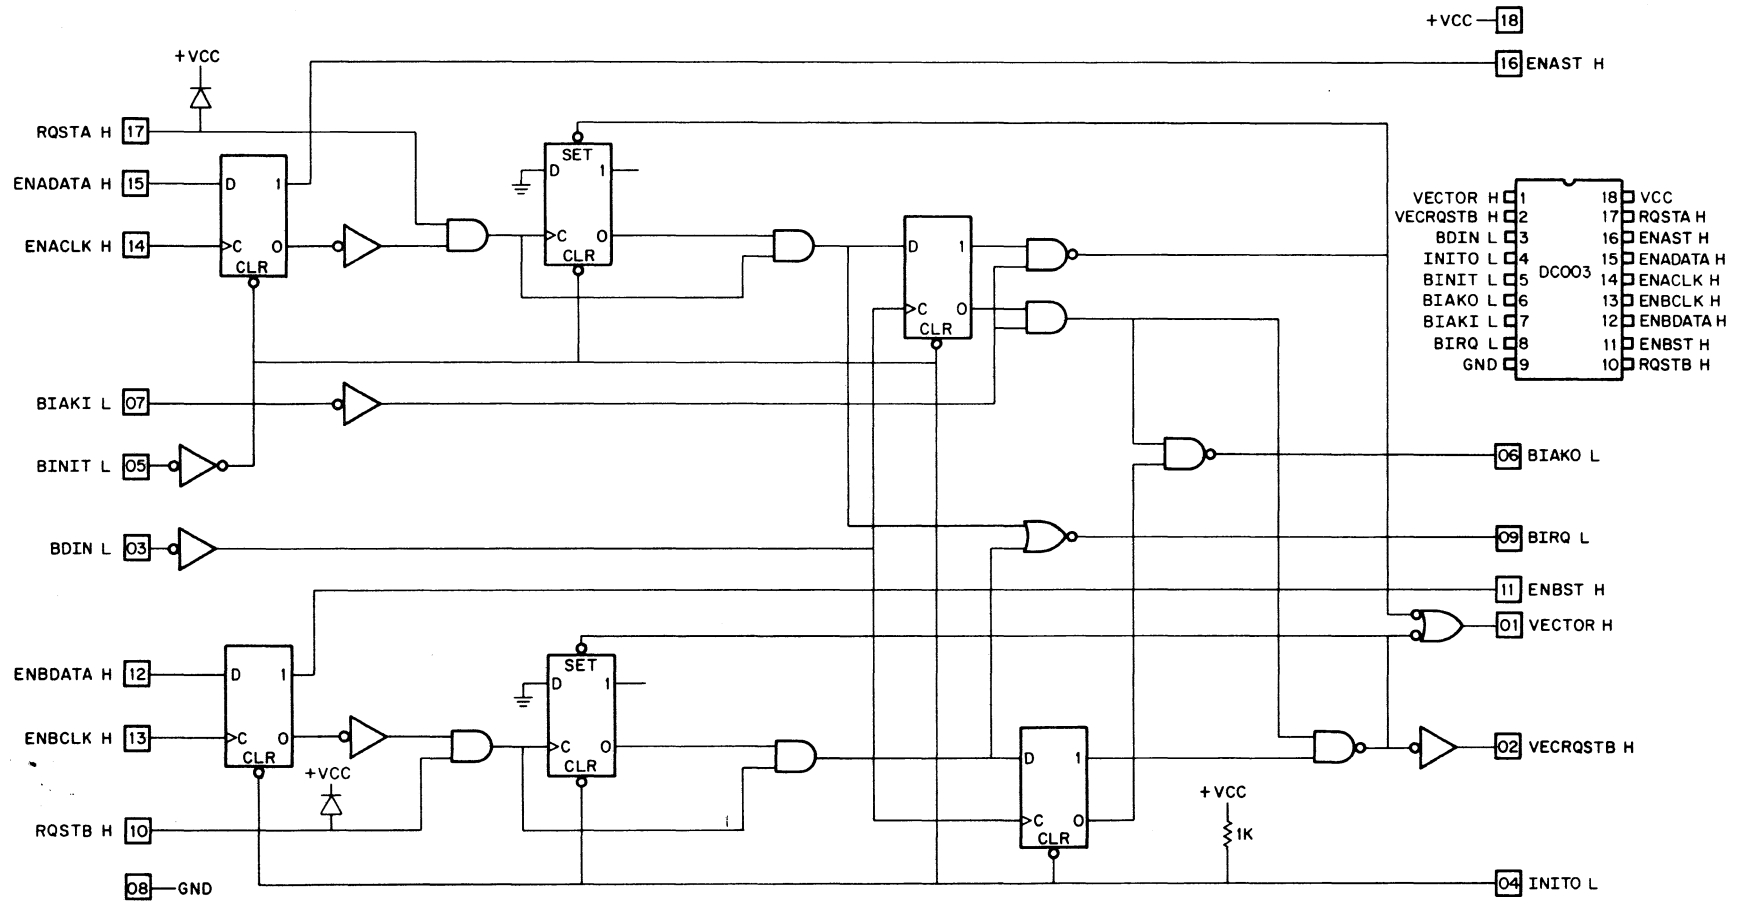 +VCC 18
16 ENAST H
+VCC
RQSTA H 17
ENADATA H 15
ENACLK H 14
D 1
C 0
CLR
SET
D 1
C 0
CLR
D 1
C 0
CLR
VECTOR H 1 18 VCC
VECRQSTB H 2 17 RQSTA H
BDIN L 3 16 ENAST H
INITO L 4 15 ENADATA H
DC003
BINIT L 5 14 ENACLK H
BIAKO L 6 13 ENBCLK H
BIAKI L 7 12 ENBDATA H
BIRQ L 8 11 ENBST H
GND 9 10 RQSTB H
BIAKI L 07
BINIT L 05
06 BIAKO L
BDIN L 03
09 BIRQ L
11 ENBST H
01 VECTOR H
ENBDATA H 12
ENBCLK H 13
D 1
C 0
CLR
SET
D 1
C 0
CLR
02 VECRQSTB H
D 1
C 0
CLR
+VCC
RQSTB H 10
+VCC
1K
08 GND
04 INITO L